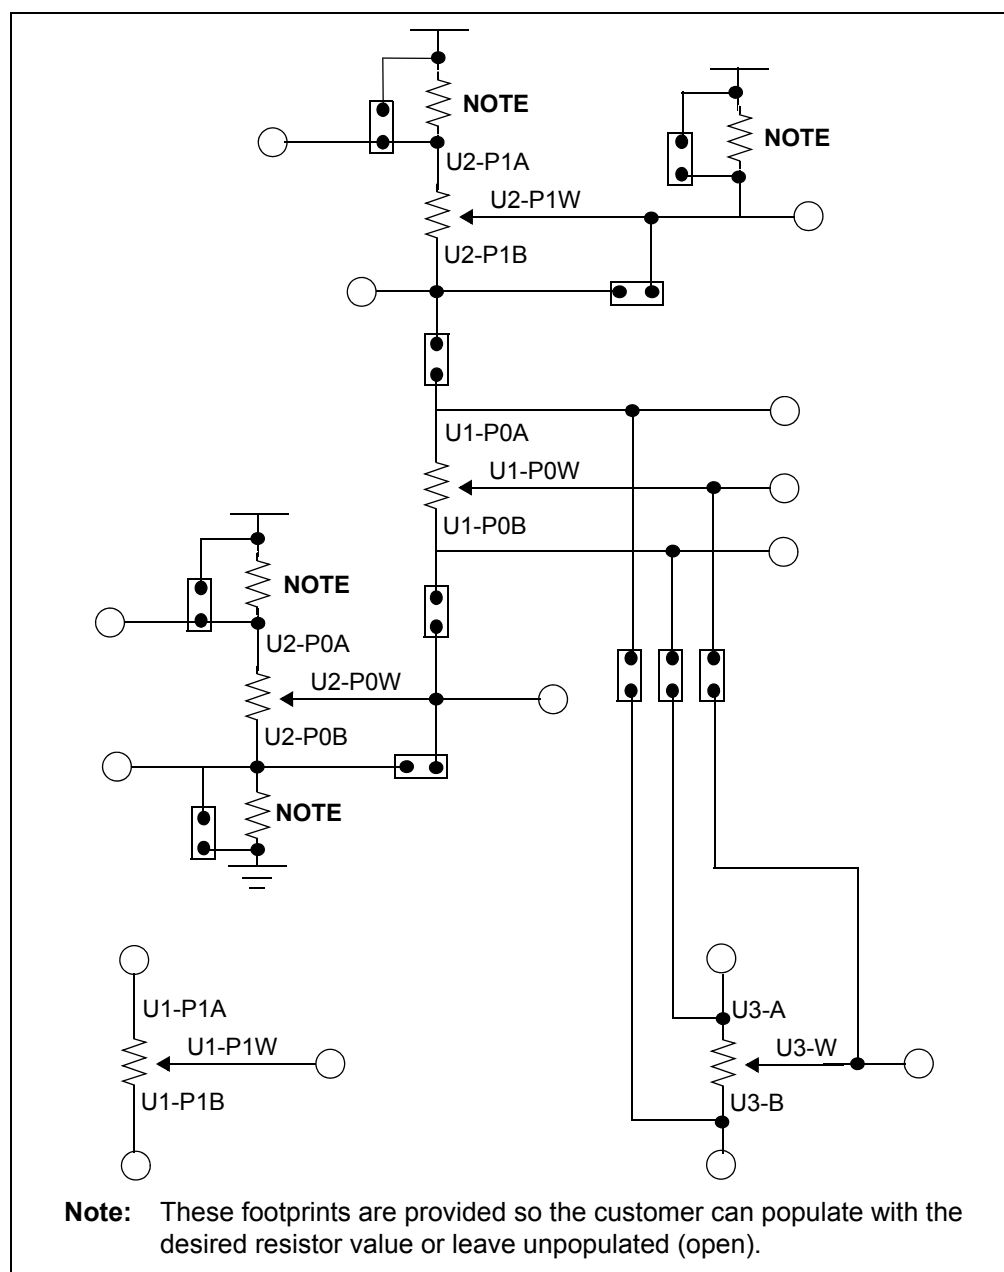 NOTE
NOTE
U2-P1A
U2-P1W
U2-P1B
U1-P0A
U1-P0W
U1-P0B
NOTE
U2-P0A
U2-P0W
U2-P0B
NOTE
U1-P1A
U1-P1W
U1-P1B
U3-A
U3-W
U3-B
Note: These footprints are provided so the customer can populate with the
desired resistor value or leave unpopulated (open).